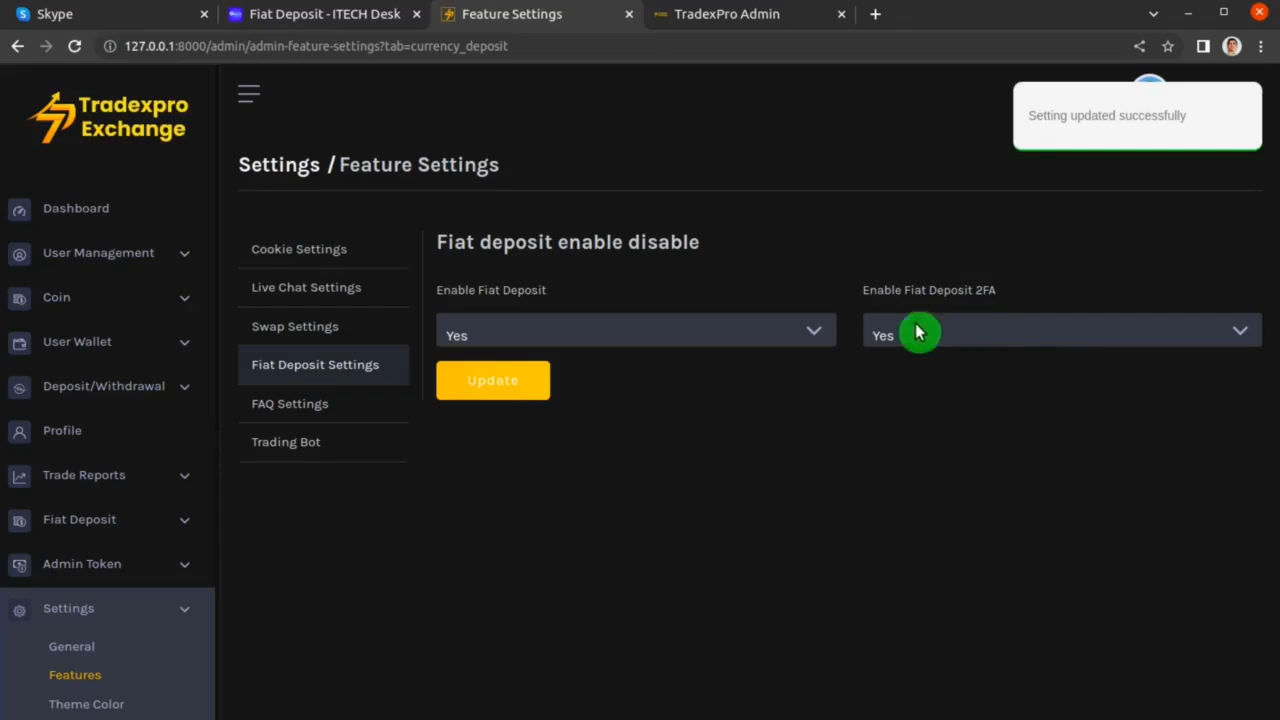 Skype
Fiat Deposit - ITECH Desk
Feature Settings
TradexPro Admin
127.0.0.1:8000/admin/admin-feature-settings?tab=currency_deposit
Tradexpro
Exchange
Setting updated successfully
Settings / Feature Settings
Dashboard
User Management
Coin
User Wallet
Deposit/Withdrawal
Profile
Trade Reports
Fiat Deposit
Admin Token
Settings
General
Features
Theme Color
Cookie Settings
Live Chat Settings
Swap Settings
Fiat Deposit Settings
FAQ Settings
Trading Bot
Fiat deposit enable disable
Enable Fiat Deposit
Yes
Enable Fiat Deposit 2FA
Yes
Update